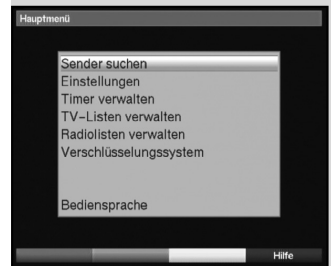 Hauptmenü
Sender suchen
Einstellungen
Timer verwalten
TV-Listen verwalten
Radiolisten verwalten
Verschlüsselungssystem
Bediensprache
Hilfe